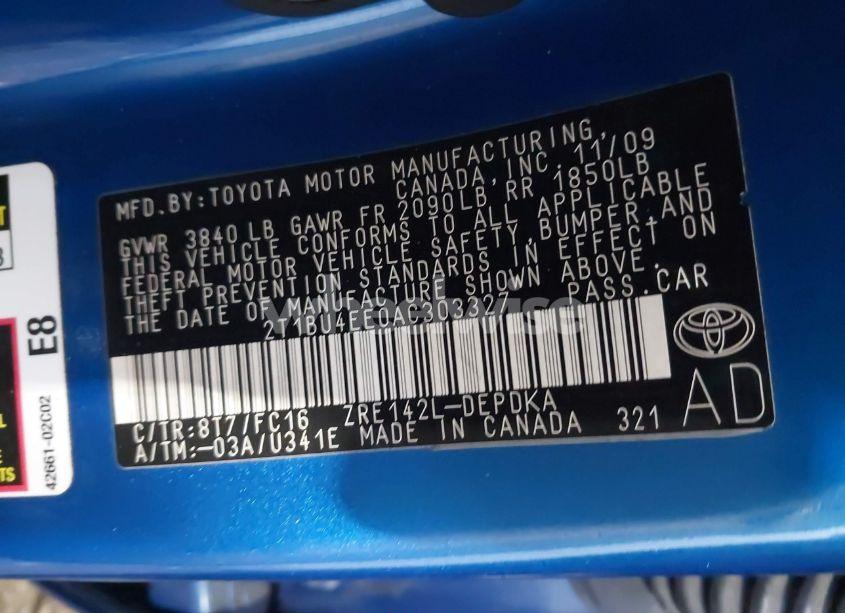 MFD.BY:TOYOTA MOTOR MANUFACTURING,
CANADA, INC. 11/09
GVWR 3840 LB GAWR FR 2090LB RR 1850LB
THIS VEHICLE CONFORMS TO ALL APPLICABLE
FEDERAL MOTOR VEHICLE SAFETY, BUMPER, AND
THEFT PREVENTION STANDARDS IN EFFECT ON
THE DATE OF MANUFACTURE SHOWN ABOVE.
2T1BU4EE0AC303327 PASS.CAR
C/TR:8T7/FC16 ZRE142L-DEPDKA
A/TM:-03A/U341E MADE IN CANADA 321 AD
E8
42661-02C02